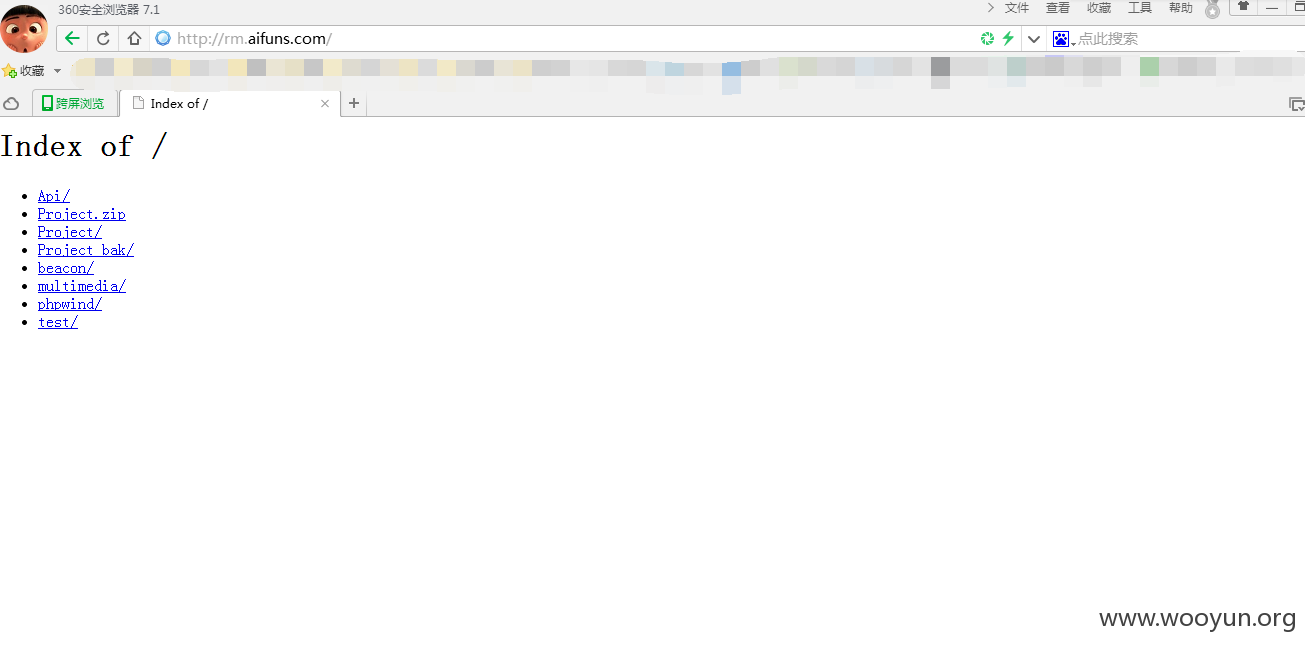 360安全浏览器 7.1
文件 查看 收藏 工具 帮助
http://rm.aifuns.com/
点此搜索
收藏
跨屏浏览
Index of /
Index of /
Api/
Project.zip
Project/
Project bak/
beacon/
multimedia/
phpwind/
test/
www.wooyun.org